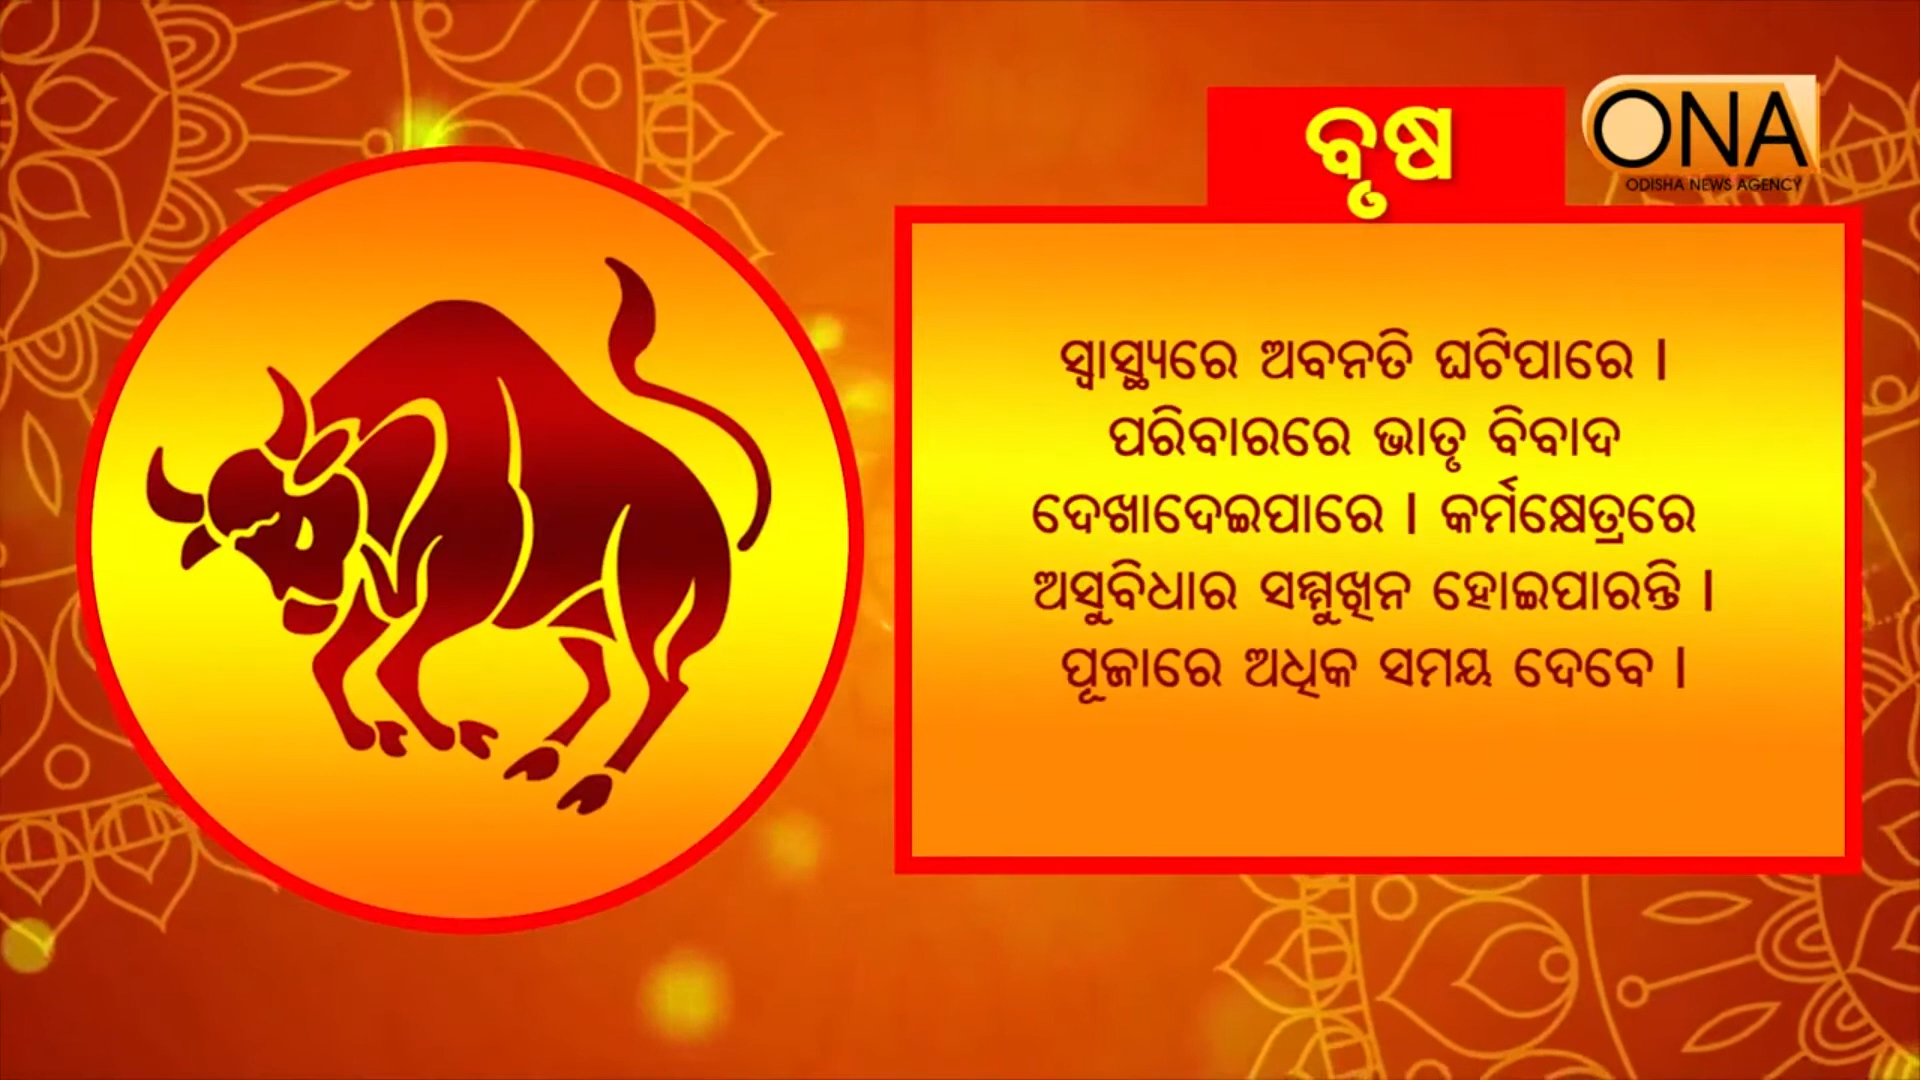 ବୃଷ
ONA
ODISHA NEWS AGENCY
ସ୍ୱାସ୍ଥ୍ୟରେ ଅବନତି ଘଟିପାରେ ।
ପରିବାରରେ ଭାତୃ ବିବାଦ
ଦେଖାଦେଇପାରେ । କର୍ମକ୍ଷେତ୍ରରେ
ଅସୁବିଧାର ସମ୍ମୁଖିନ ହୋଇପାରନ୍ତି ।
ପୂଜାରେ ଅଧିକ ସମୟ ଦେବେ ।